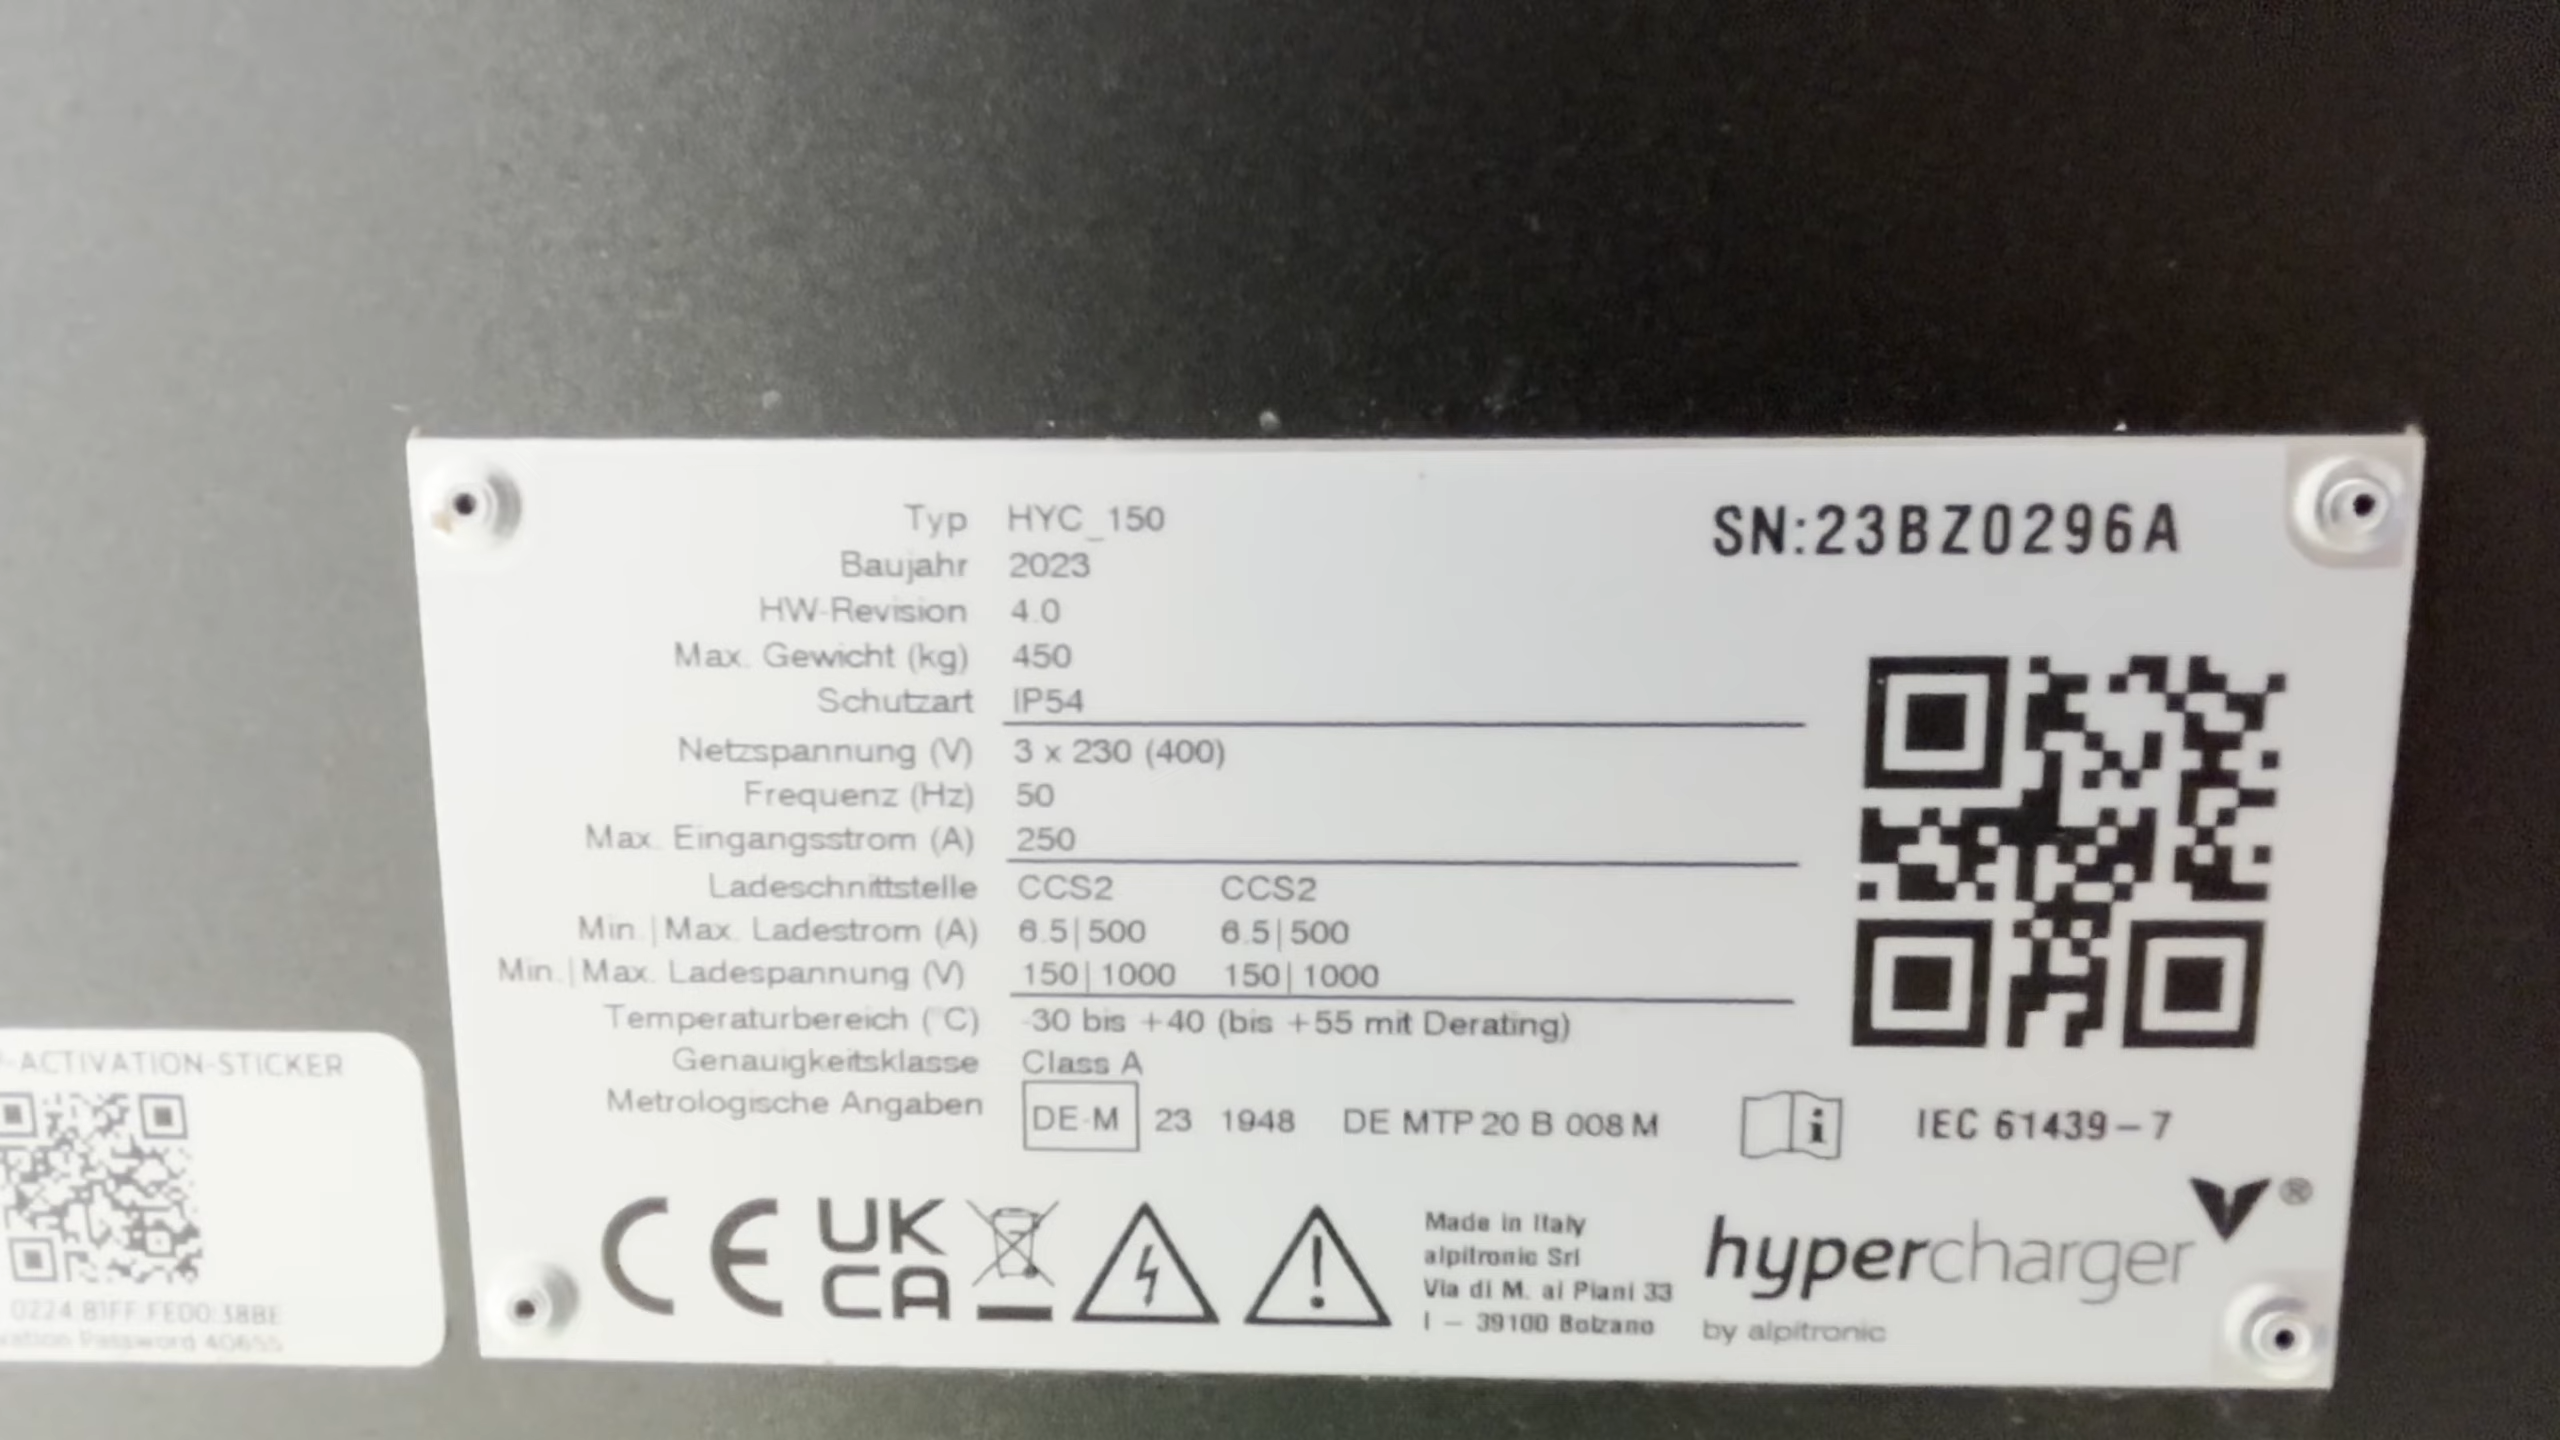 Typ HYC_150
SN:23BZ0296A
Baujahr 2023
HW-Revision 4.0
Max. Gewicht (kg) 450
Schutzart IP54
Netzspannung (V) 3 x 230 (400)
Frequenz (Hz) 50
Max. Eingangsstrom (A) 250
Ladeschnittstelle CCS2 CCS2
Min.|Max. Ladestrom (A) 6.5|500 6.5|500
Min.|Max. Ladespannung (V) 150|1000 150|1000
Temperaturbereich (°C) -30 bis +40 (bis +55 mit Derating)
Genauigkeitsklasse Class A
Metrologische Angaben DE-M 23 1948 DE MTP 20 B 008 M
i IEC 61439-7
CE UK CA
Made in Italy
alpitronic Srl
Via di M. ai Piani 33
I - 39100 Bolzano
hypercharger®
by alpitronic
-ACTIVATION-STICKER
0224:81FF:FE00:38BE
Password 40655